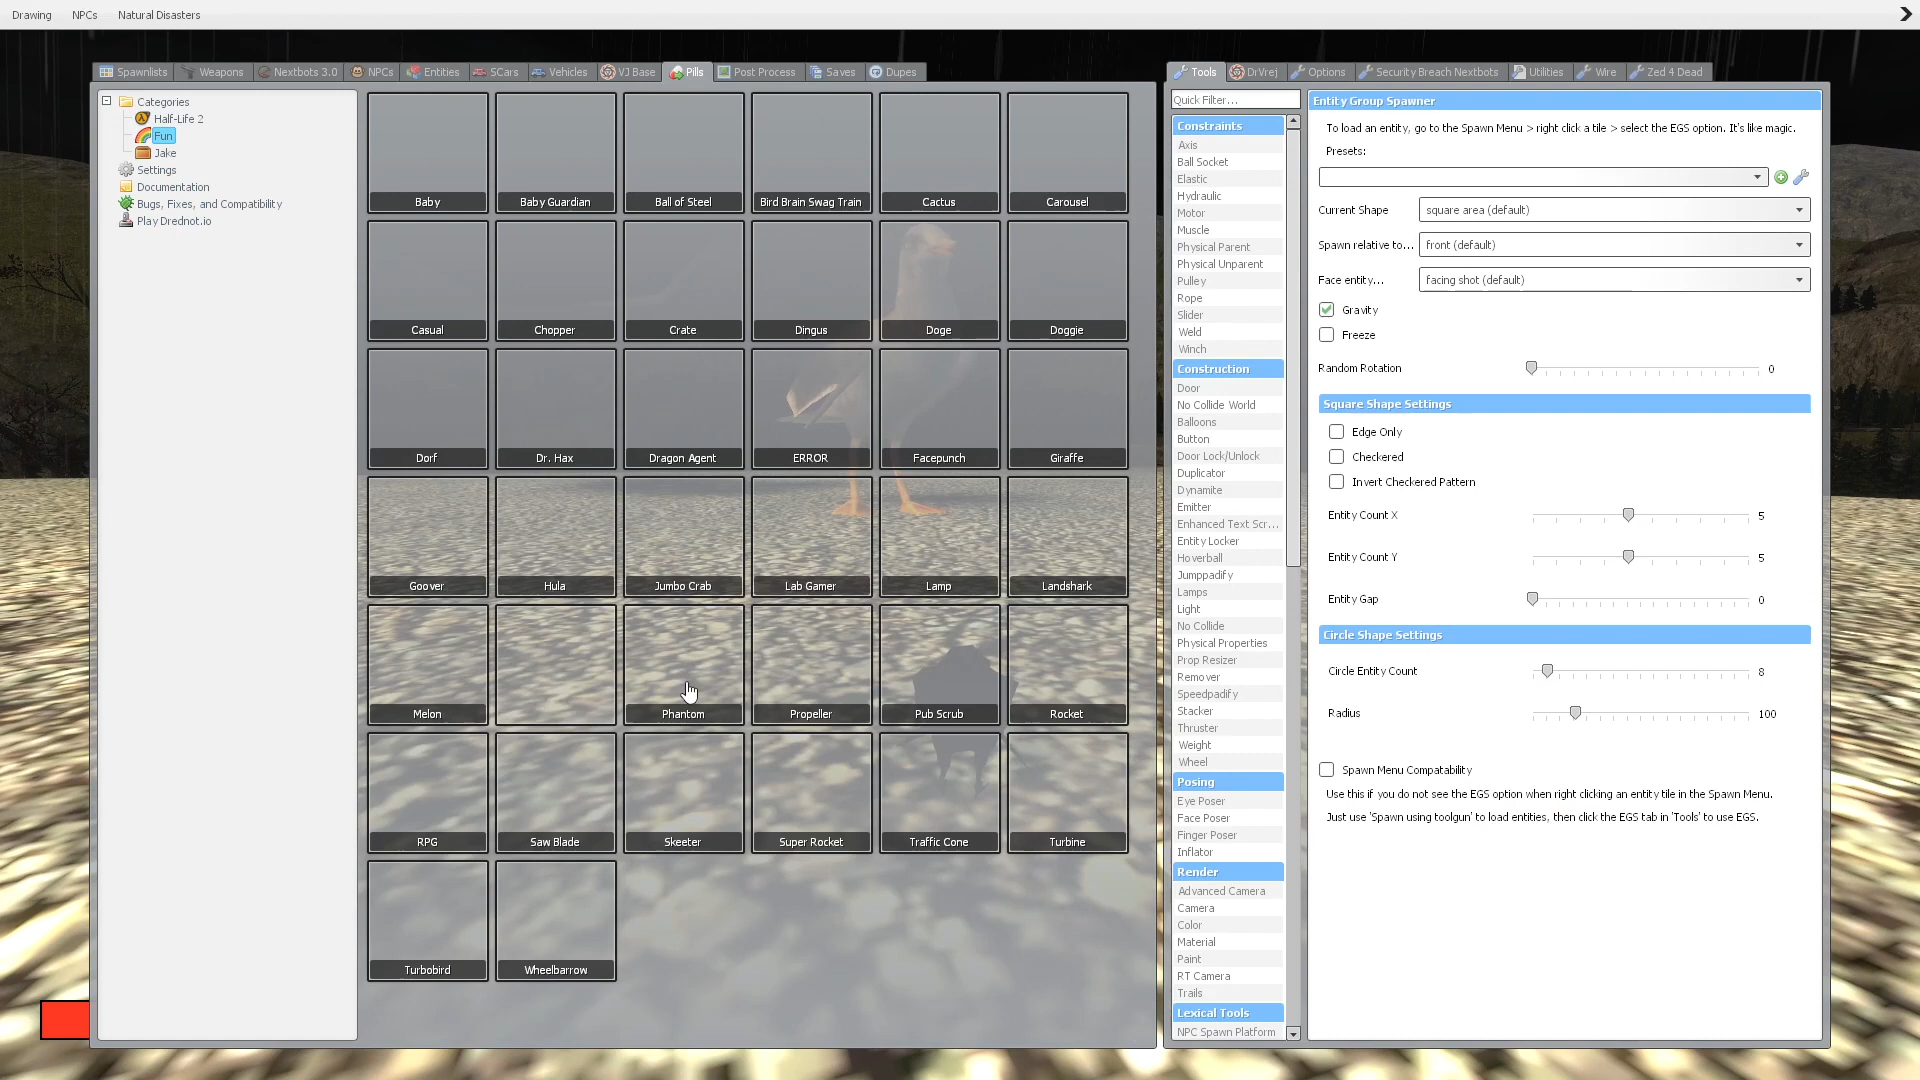 Drawing NPCs Natural Disasters
Spawnlists Weapons Nextbots 3.0 NPCs Entities SCars Vehicles VJ Base Pills Post Process Saves Dupes
Categories
Half-Life 2
Fun
Jake
Settings
Documentation
Bugs, Fixes, and Compatibility
Play Drednot.io
Baby Baby Guardian Ball of Steel Bird Brain Swag Train Cactus Carousel
Casual Chopper Crate Dingus Doge Doggie
Dorf Dr. Hax Dragon Agent ERROR Facepunch Giraffe
Goover Hula Jumbo Crab Lab Gamer Lamp Landshark
Melon Phantom Propeller Pub Scrub Rocket
RPG Saw Blade Skeeter Super Rocket Traffic Cone Turbine
Turbobird Wheelbarrow
Tools DrVrej Options Security Breach Nextbots Utilities Wire Zed 4 Dead
Quick Filter...
Constraints
Axis
Ball Socket
Elastic
Hydraulic
Motor
Muscle
Physical Parent
Physical Unparent
Pulley
Rope
Slider
Weld
Winch
Construction
Door
No Collide World
Balloons
Button
Door Lock/Unlock
Duplicator
Dynamite
Emitter
Enhanced Text Scr...
Entity Locker
Hoverball
Jumppadify
Lamps
Light
No Collide
Physical Properties
Prop Resizer
Remover
Speedpadify
Stacker
Thruster
Weight
Wheel
Posing
Eye Poser
Face Poser
Finger Poser
Inflator
Render
Advanced Camera
Camera
Color
Material
Paint
RT Camera
Trails
Lexical Tools
NPC Spawn Platform
Entity Group Spawner
To load an entity, go to the Spawn Menu > right click a tile > select the EGS option. It's like magic.
Presets:
Current Shape square area (default)
Spawn relative to... front (default)
Face entity... facing shot (default)
Gravity
Freeze
Random Rotation 0
Square Shape Settings
Edge Only
Checkered
Invert Checkered Pattern
Entity Count X 5
Entity Count Y 5
Entity Gap 0
Circle Shape Settings
Circle Entity Count 8
Radius 100
Spawn Menu Compatability
Use this if you do not see the EGS option when right clicking an entity tile in the Spawn Menu.
Just use 'Spawn using toolgun' to load entities, then click the EGS tab in 'Tools' to use EGS.